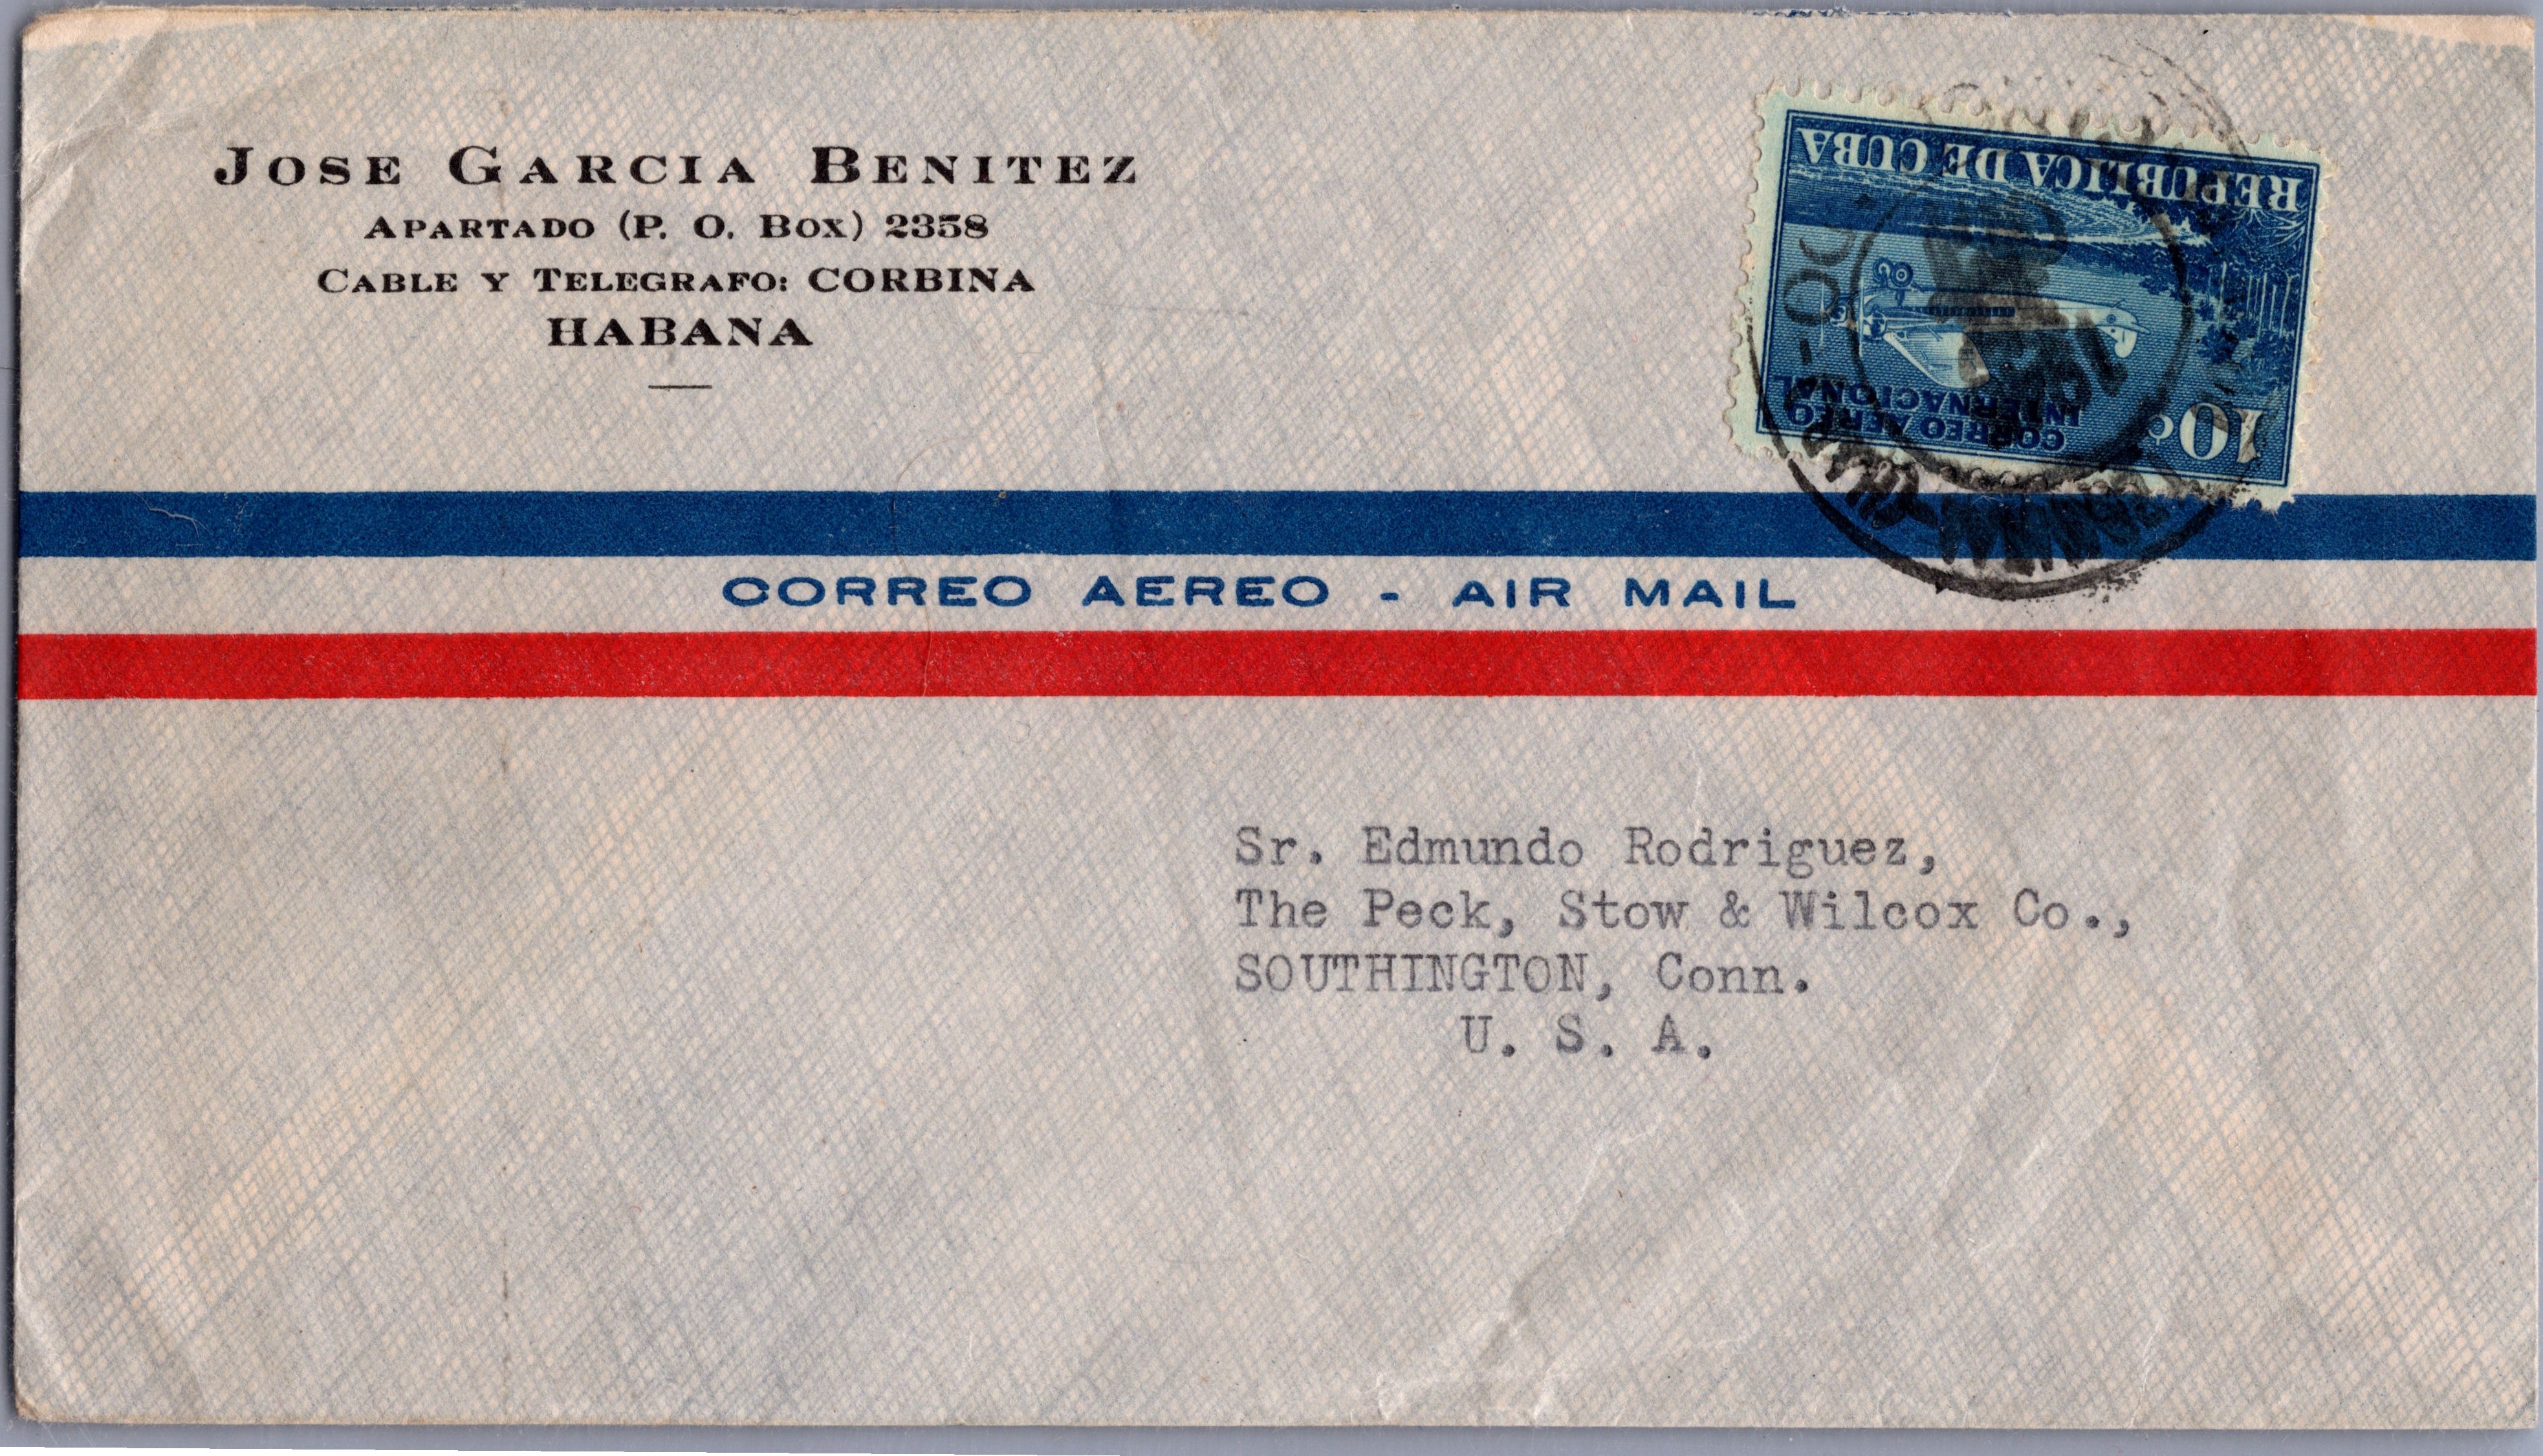 JOSE GARCIA BENITEZ
APARTADO (P. O. BOX) 2358
CABLE Y TELEGRAFO: CORBINA
HABANA
REPUBLICA DE CUBA
CORREO AEREO
INTERNACIONAL
10¢
CORREO AEREO - AIR MAIL
Sr. Edmundo Rodriguez,
The Peck, Stow & Wilcox Co.,
SOUTHINGTON, Conn.
U. S. A.